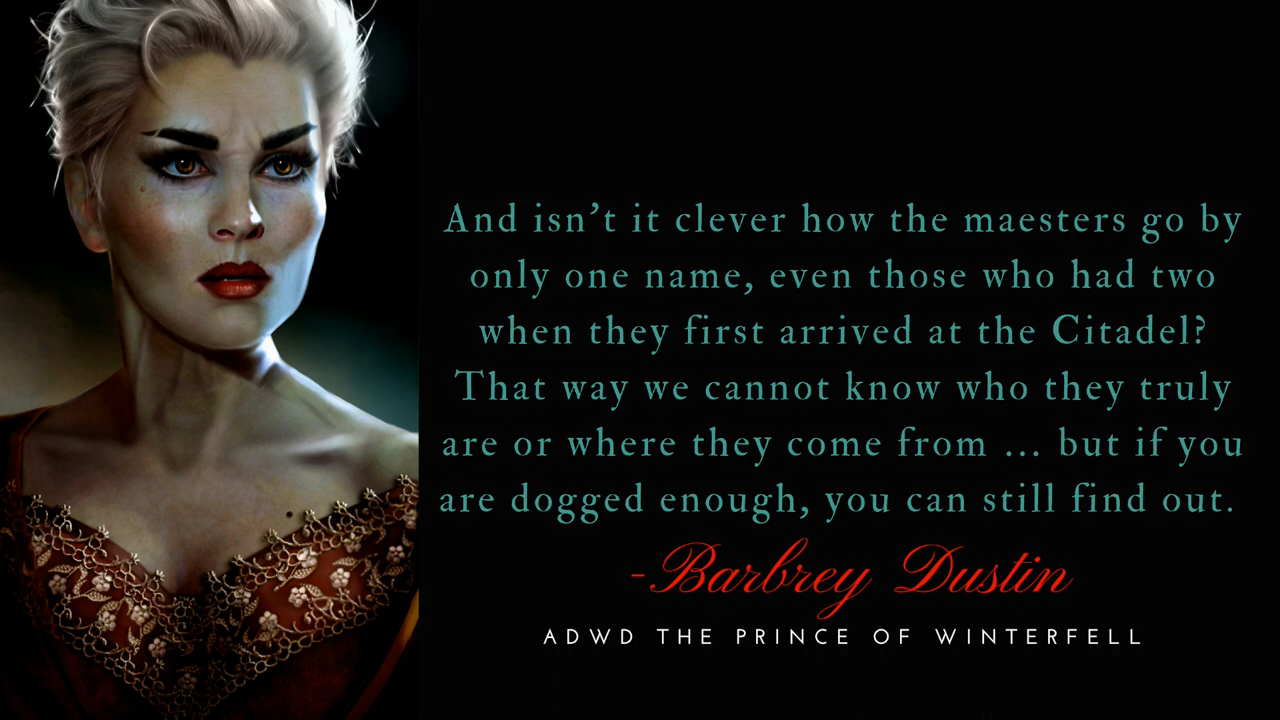 And isn’t it clever how the maesters go by
only one name, even those who had two
when they first arrived at the Citadel?
That way we cannot know who they truly
are or where they come from ... but if you
are dogged enough, you can still find out.
-Barbrey Dustin
ADWD THE PRINCE OF WINTERFELL